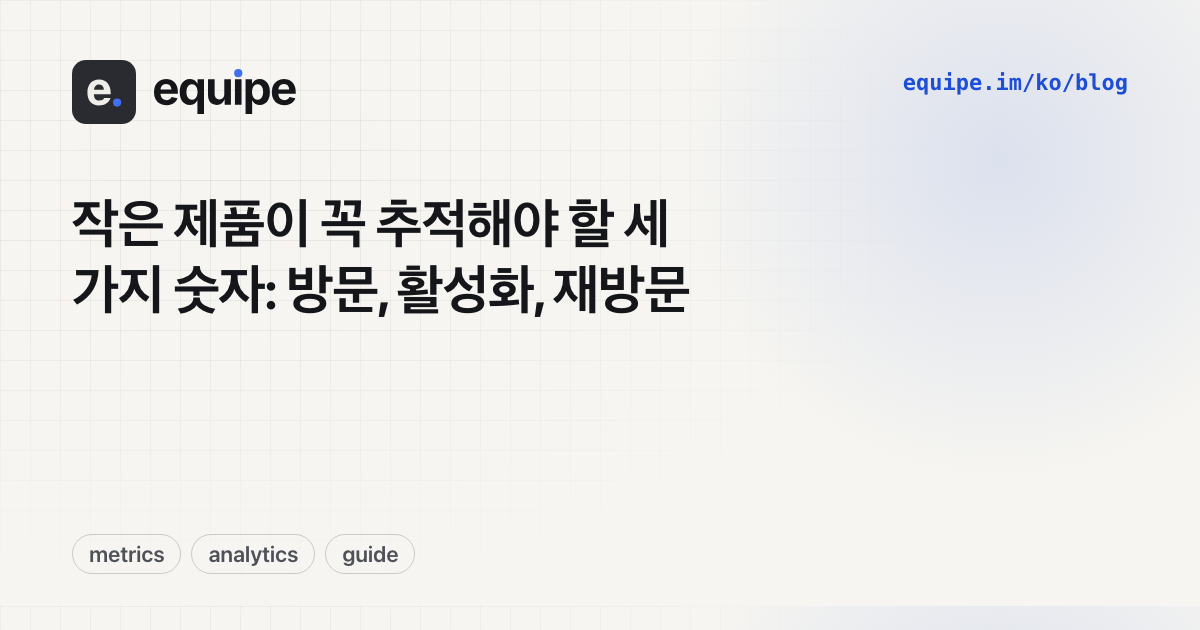 e.
equipe
equipe.im/ko/blog
작은 제품이 꼭 추적해야 할 세
가지 숫자: 방문, 활성화, 재방문
metrics
analytics
guide